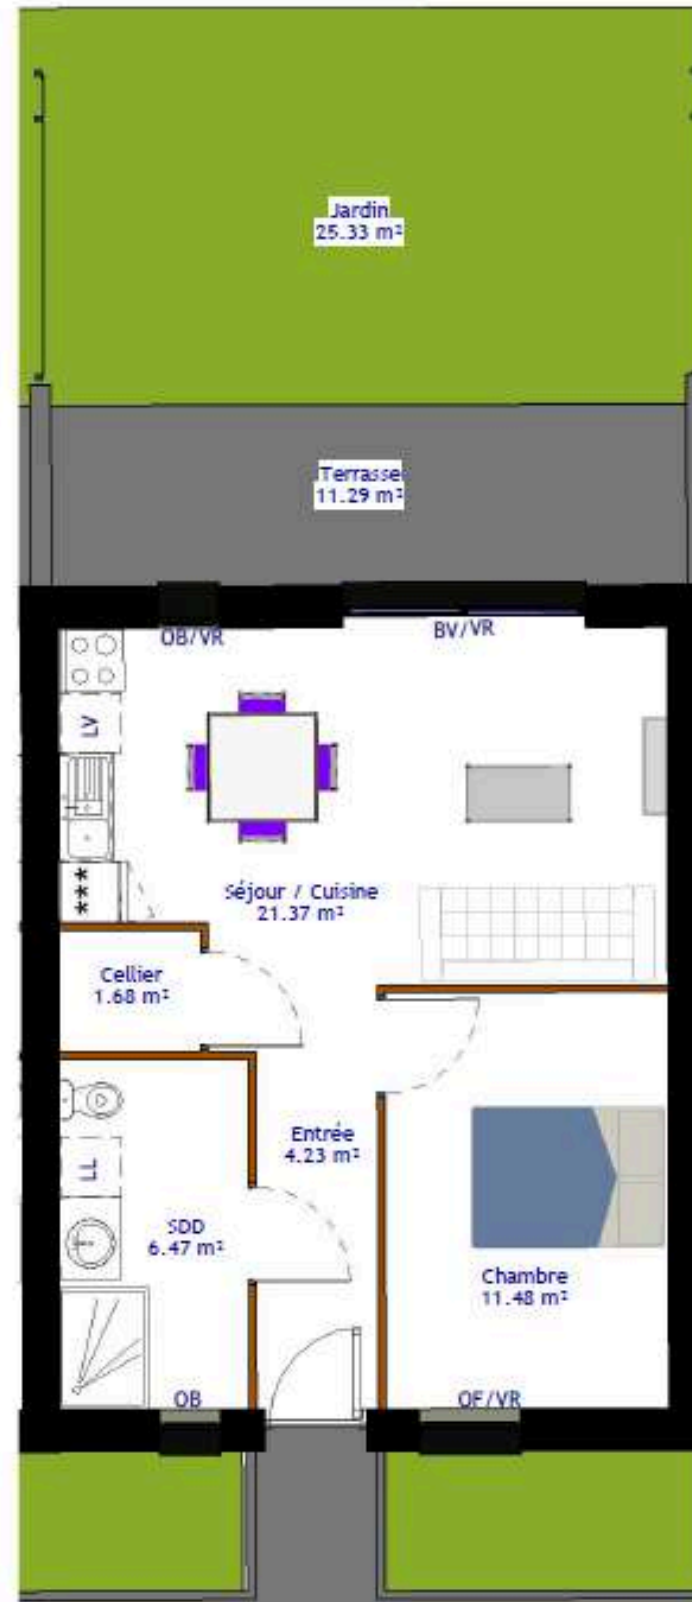 Jardin
25.33 m²
Terrasse
11.29 m²
OB/VR
BV/VR
LV
***
Séjour / Cuisine
21.37 m²
Cellier
1.68 m²
Entrée
4.23 m²
LL
SDD
6.47 m²
Chambre
11.48 m²
OB
OF/VR